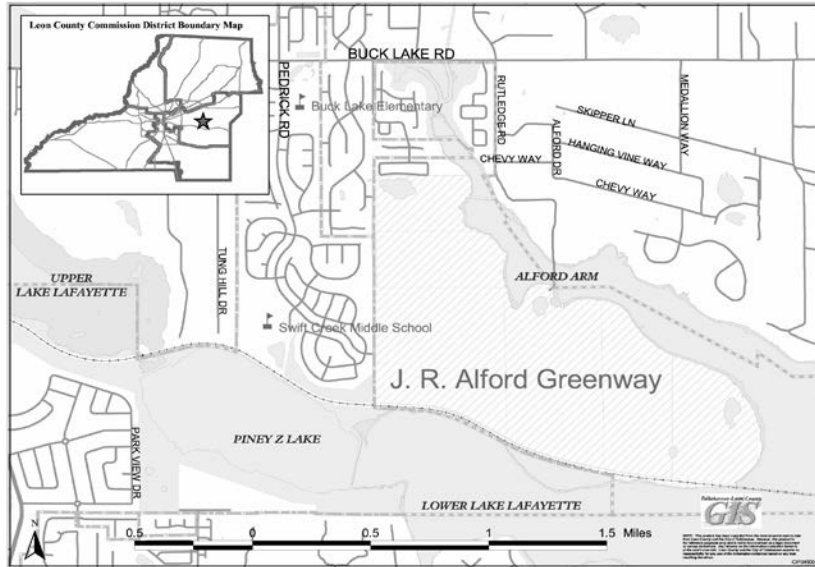 Leon County Commission District Boundary Map
BUCK LAKE RD
PEDRICK RD
Buck Lake Elementary
RUTLEDGE RD
MEDALLION WAY
SKIPPER LN
ALFORD DR
HANGING VINE WAY
CHEVY WAY
CHEVY WAY
TUNG HILL DR
UPPER
LAKE LAFAYETTE
ALFORD ARM
Swift Creek Middle School
J. R. Alford Greenway
PARK VIEW DR
PINEY Z LAKE
LOWER LAKE LAFAYETTE
Tallahassee-Leon County
GIS
N
0.5 0 0.5 1 1.5 Miles